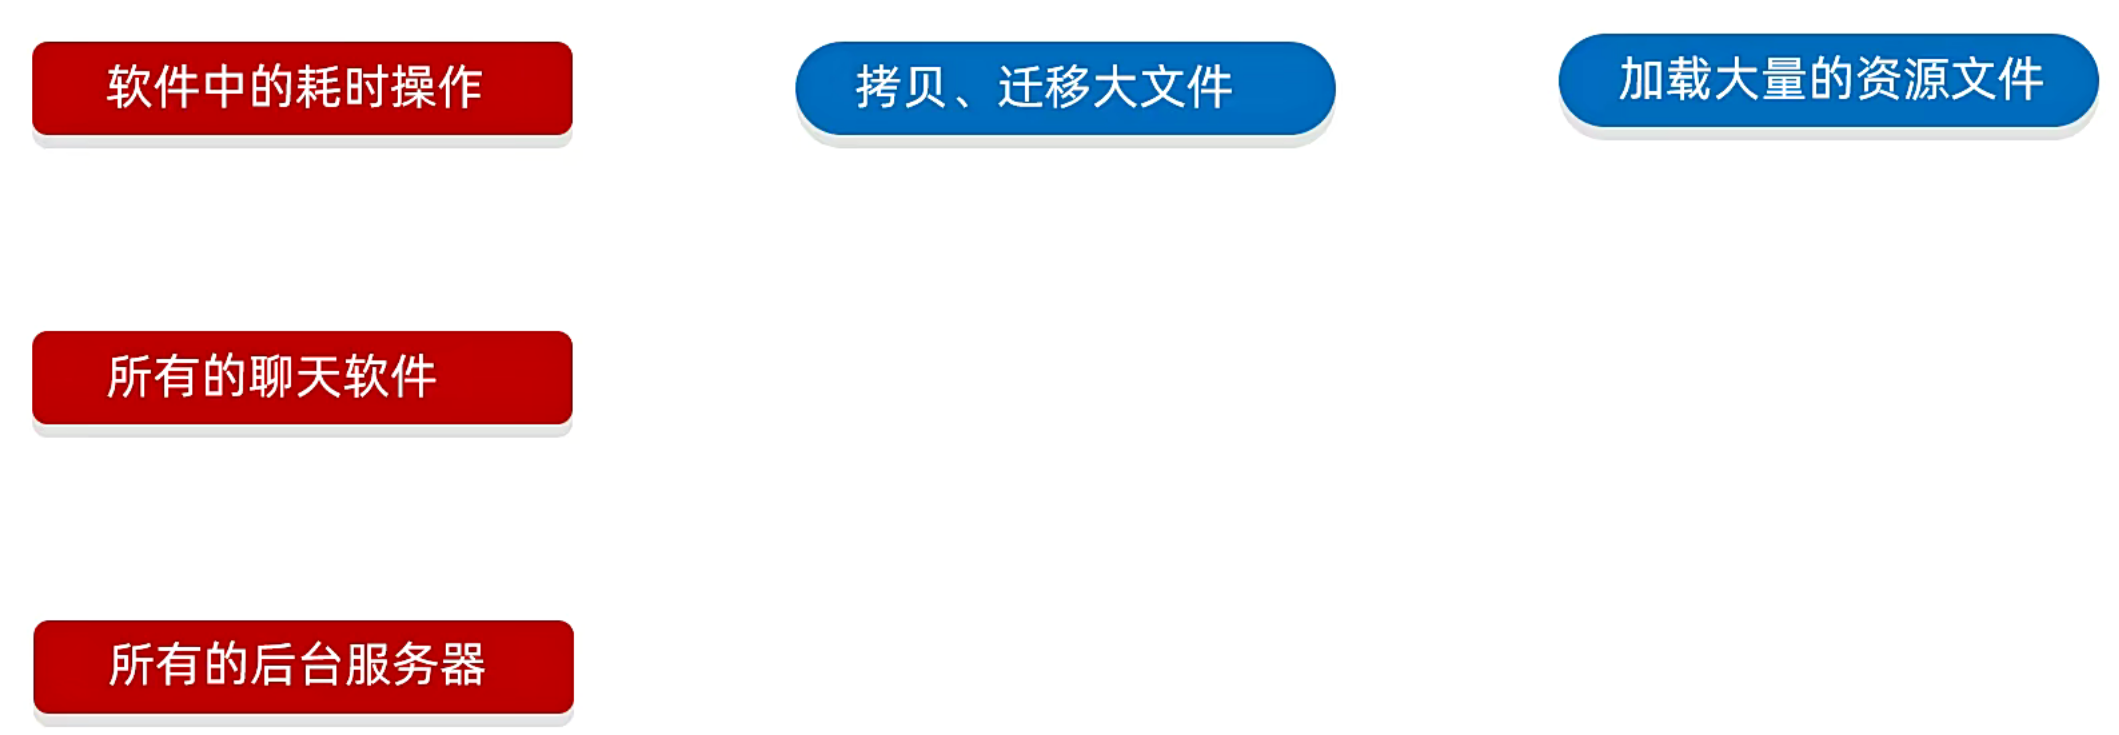 软件中的耗时操作
拷贝、迁移大文件
加载大量的资源文件
所有的聊天软件
所有的后台服务器